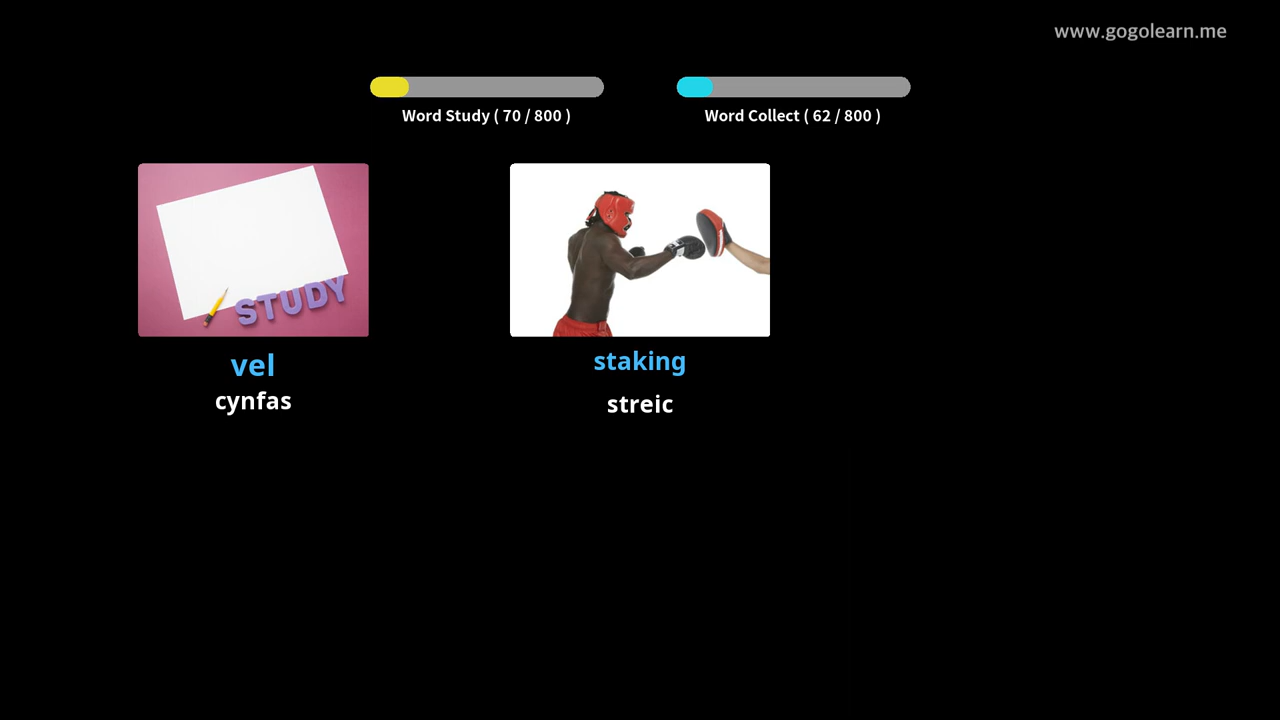 www.gogolearn.me
Word Study ( 70 / 800 )
Word Collect ( 62 / 800 )
STUDY
vel
cynfas
staking
streic